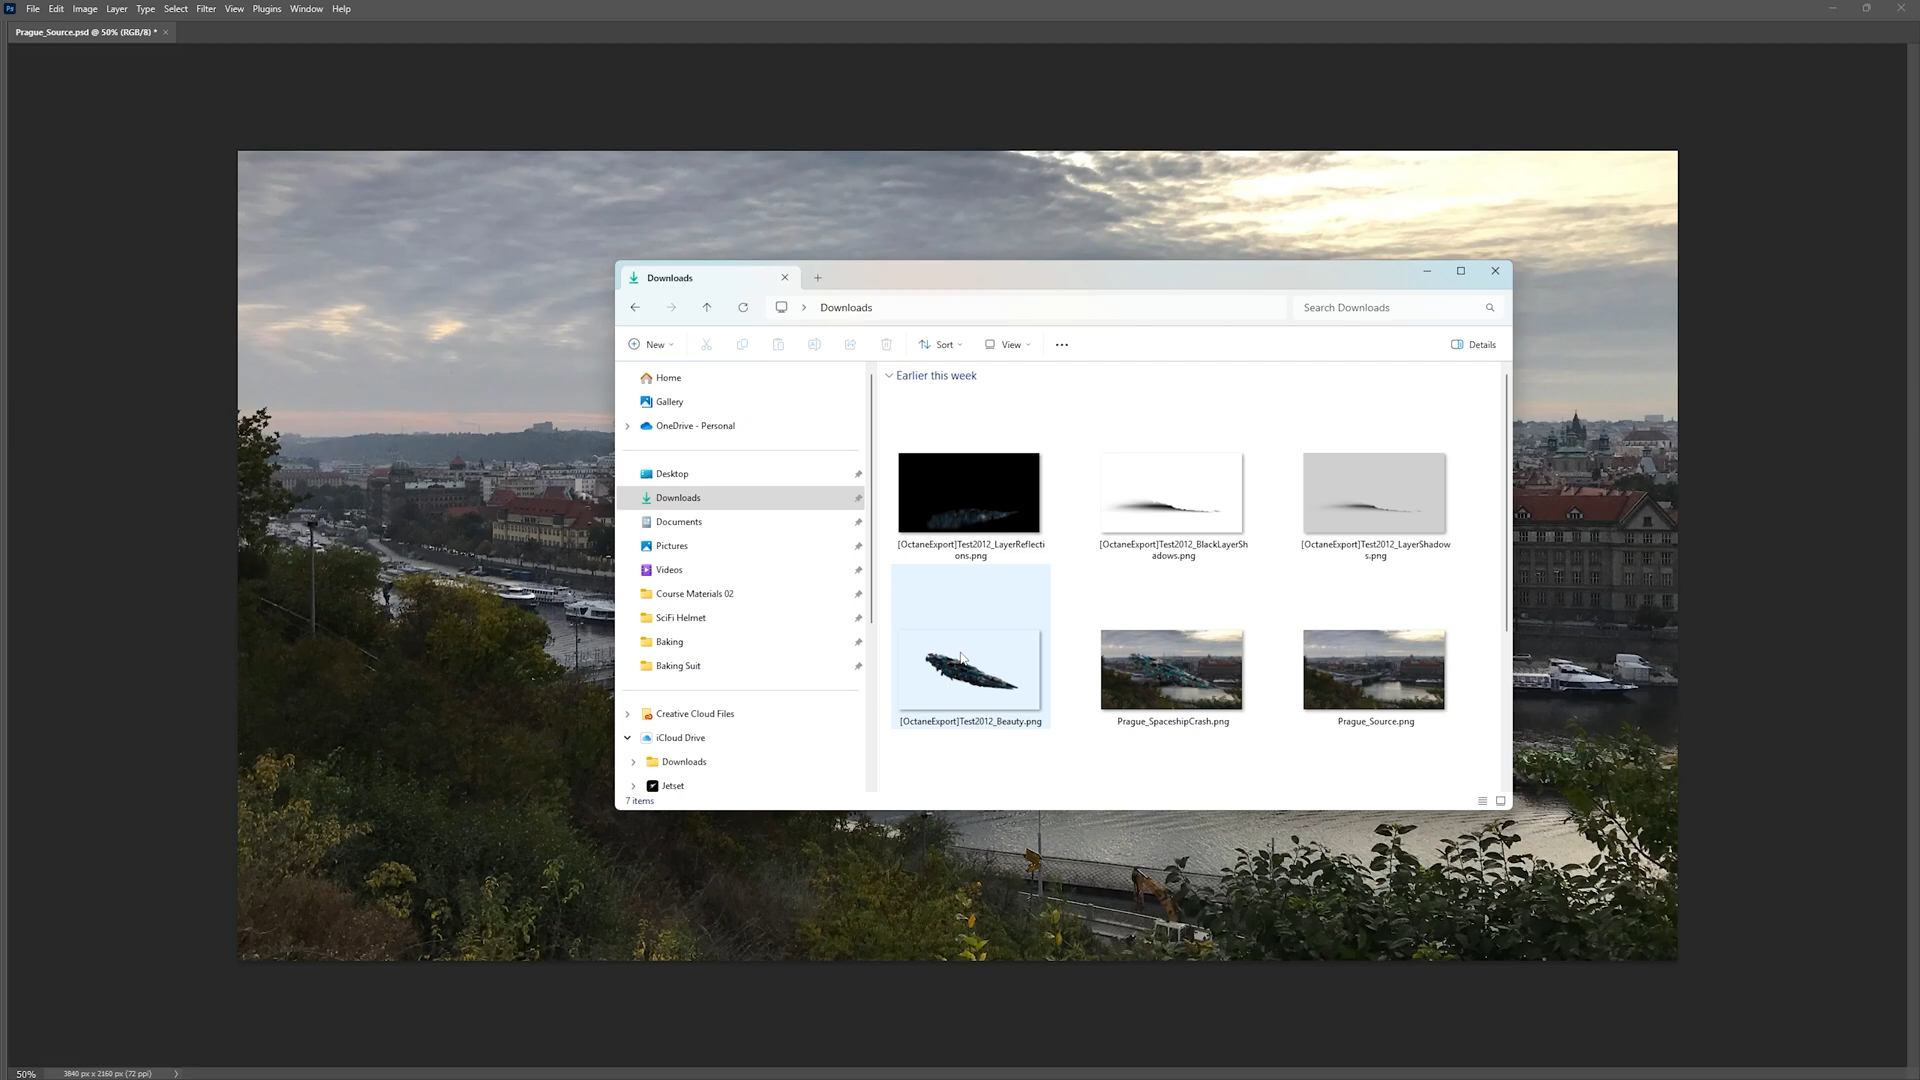 Ps File Edit Image Layer Type Select Filter View Plugins Window Help
Prague_Source.psd @ 50% (RGB/8) *
Downloads
Downloads
Search Downloads
New
Sort
View
Details
Home
Gallery
OneDrive - Personal
Desktop
Downloads
Documents
Pictures
Videos
Course Materials 02
SciFi Helmet
Baking
Baking Suit
Creative Cloud Files
iCloud Drive
Downloads
Jetset
7 items
Earlier this week
[OctaneExport]Test2012_LayerReflecti
ons.png
[OctaneExport]Test2012_BlackLayerSh
adows.png
[OctaneExport]Test2012_LayerShadow
s.png
[OctaneExport]Test2012_Beauty.png
Prague_SpaceshipCrash.png
Prague_Source.png
50%
3840 px x 2160 px (72 ppi)